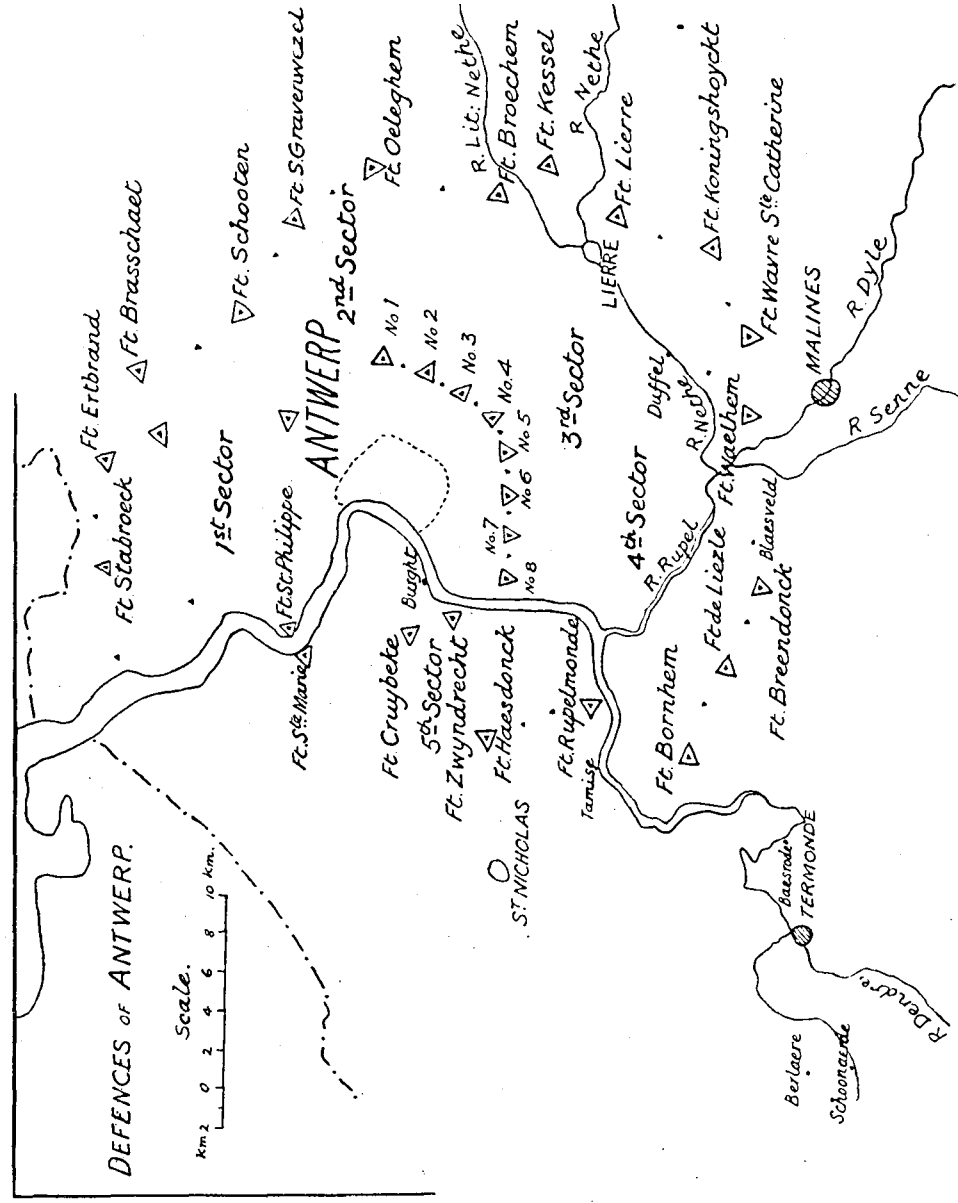 DEFENCES OF ANTWERP.
Scale.
Km 2 0 2 4 6 8 10 Km.
Ft. Stabroeck
Ft. Ertbrand
Ft. Brasschaet
Ft. Schooten
Ft. S. Gravenwezel
1st Sector
Ft. St. Philippe
Ft. Ste. Marie
ANTWERP
2nd Sector
Ft. Oeleghem
Burght
Ft. Cruybeke
5th Sector
Ft. Zwyndrecht
Ft. Haesdonck
St NICHOLAS
No 1
No 2
No. 3
No. 4
No 5
No 6
No. 7
No 8
R. Lit: Nethe
Ft. Broechem
Ft. Kessel
R Nethe
Ft. Lierre
LIERRE
3rd Sector
Duffel
R. Nethe
4th Sector
R. Rupel
Ft. Rupelmonde
Tamise
Ft. Bornhem
Ft de Liezle
Ft. Breendonck
Blaesveld
Ft. Waelhem
Ft. Koningshoyckt
Ft. Wavre Ste Catherine
MALINES
R. Dyle
R Senne
Baesrode
TERMONDE
R. Dendre.
Berlaere
Schoonaerde